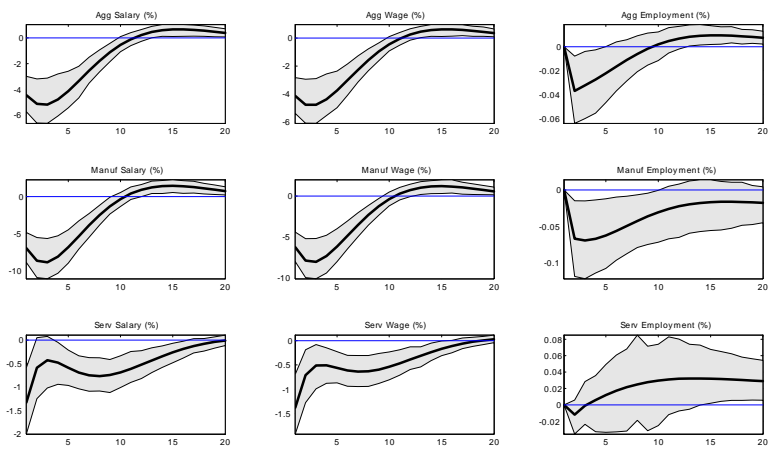 Agg Salary (%)
0
-2
-4
-6
5 10 15 20
Agg Wage (%)
0
-2
-4
-6
5 10 15 20
Agg Employment (%)
0
-0.02
-0.04
-0.06
5 10 15 20
Manuf Salary (%)
0
-5
-10
5 10 15 20
Manuf Wage (%)
0
-5
-10
5 10 15 20
Manuf Employment (%)
0
-0.05
-0.1
5 10 15 20
Serv Salary (%)
0
-0.5
-1
-1.5
-2
5 10 15 20
Serv Wage (%)
0
-0.5
-1
-1.5
5 10 15 20
Serv Employment (%)
0.08
0.06
0.04
0.02
0
-0.02
5 10 15 20